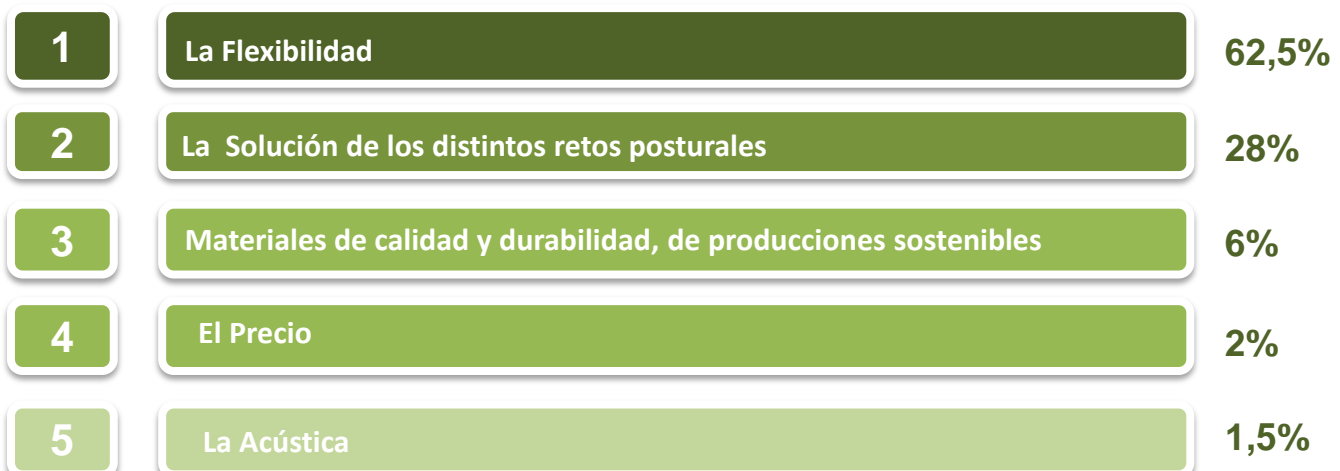 1 La Flexibilidad 62,5%
2 La Solución de los distintos retos posturales 28%
3 Materiales de calidad y durabilidad, de producciones sostenibles 6%
4 El Precio 2%
5 La Acústica 1,5%